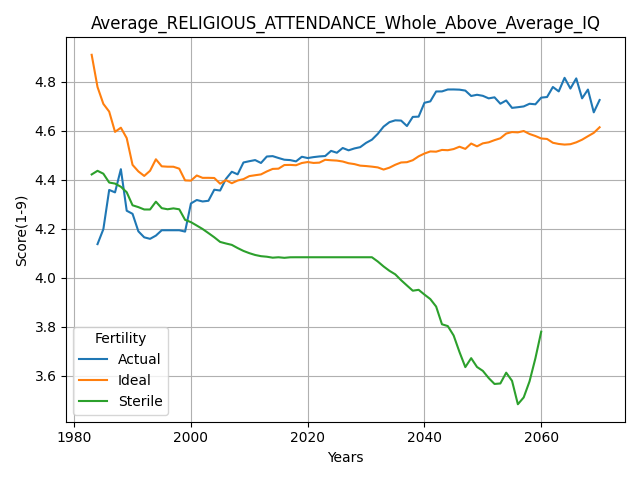 Average_RELIGIOUS_ATTENDANCE_Whole_Above_Average_IQ
Score(1-9)
4.8
4.6
4.4
4.2
4.0
3.8
3.6
Fertility
Actual
Ideal
Sterile
1980
2000
2020
2040
2060
Years